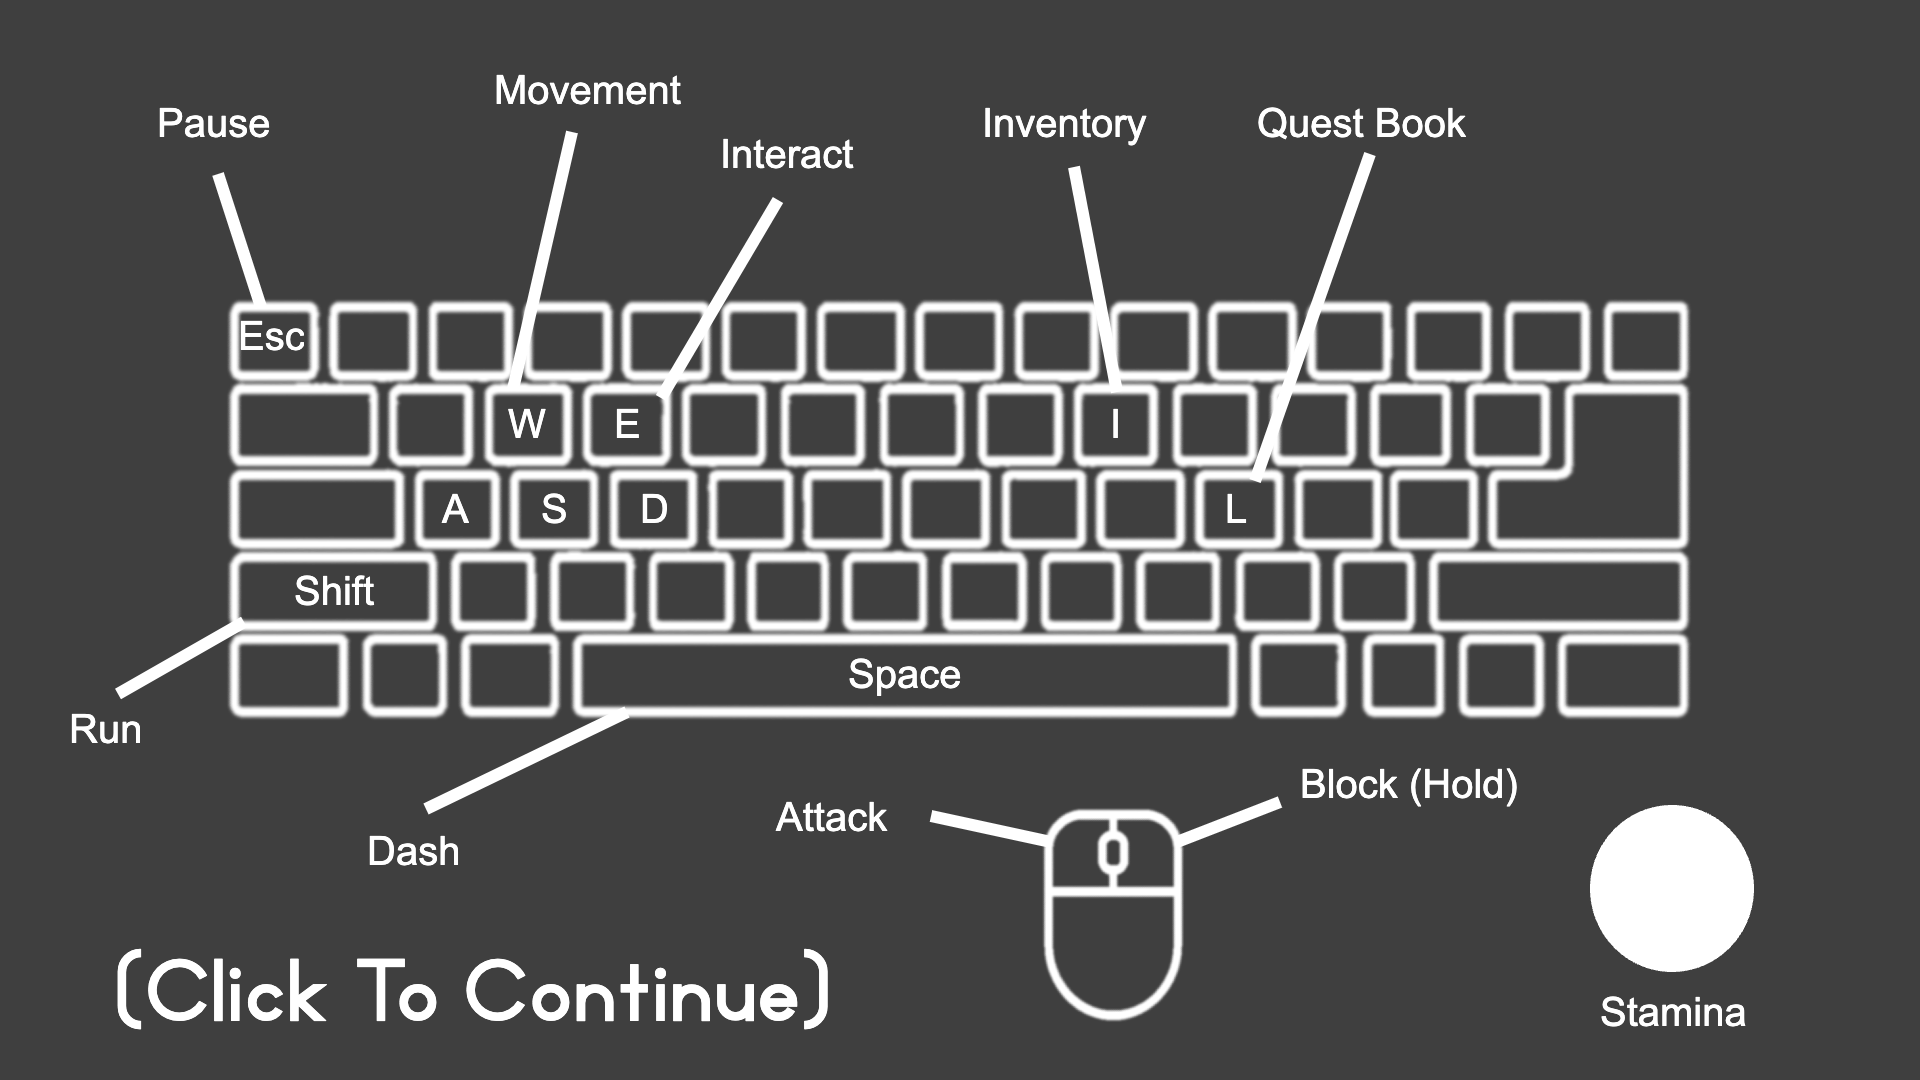 Movement
Pause
Inventory
Quest Book
Interact
Esc
W
E
I
A
S
D
L
Shift
Space
Run
Block (Hold)
Attack
Dash
(Click To Continue)
Stamina